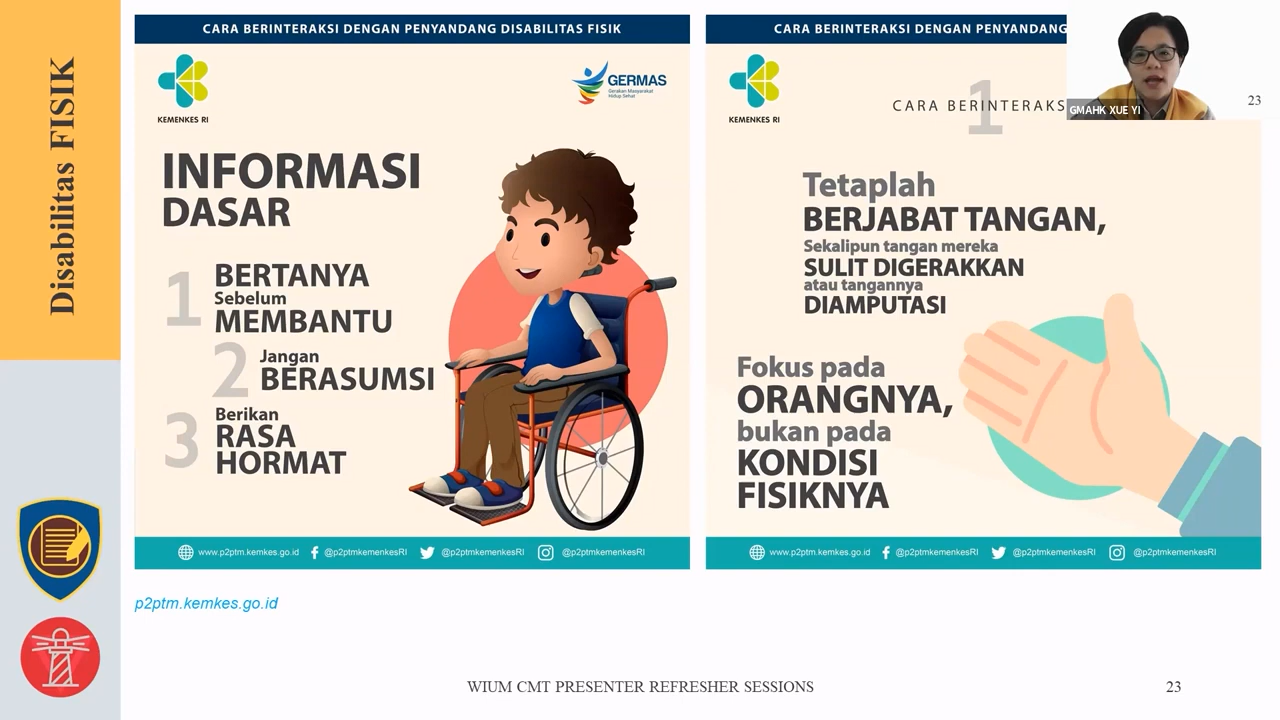 Disabilitas FISIK
CARA BERINTERAKSI DENGAN PENYANDANG DISABILITAS FISIK
KEMENKES RI
GERMAS
Gerakan Masyarakat
Hidup Sehat
INFORMASI
DASAR
1
BERTANYA
Sebelum
MEMBANTU
2
Jangan
BERASUMSI
3
Berikan
RASA
HORMAT
www.p2ptm.kemkes.go.id
@p2ptmkemenkesRI
@p2ptmkemenkesRI
@p2ptmkemenkesRI
CARA BERINTERAKSI DENGAN PENYANDANG
KEMENKES RI
1
CARA BERINTERAKS
GMAHK XUE YI
23
Tetaplah
BERJABAT TANGAN,
Sekalipun tangan mereka
SULIT DIGERAKKAN
atau tangannya
DIAMPUTASI
Fokus pada
ORANGNYA,
bukan pada
KONDISI
FISIKNYA
www.p2ptm.kemkes.go.id
@p2ptmkemenkesRI
@p2ptmkemenkesRI
@p2ptmkemenkesRI
p2ptm.kemkes.go.id
WIUM CMT PRESENTER REFRESHER SESSIONS
23